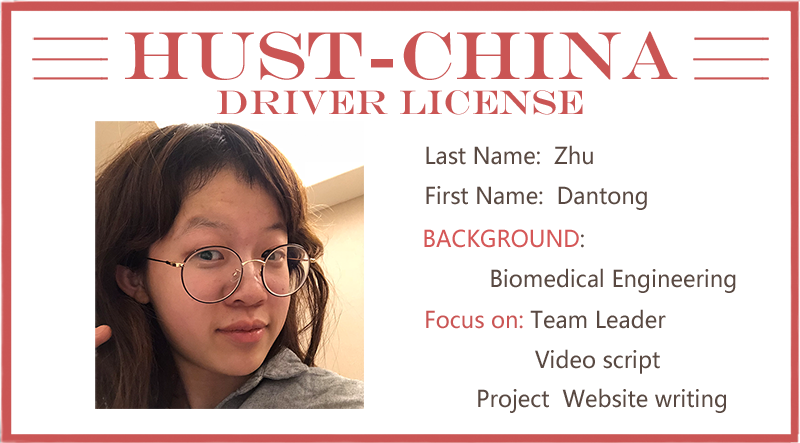 HUST-CHINA
DRIVER LICENSE
Last Name: Zhu
First Name: Dantong
BACKGROUND:
Biomedical Engineering
Focus on: Team Leader
Video script
Project Website writing